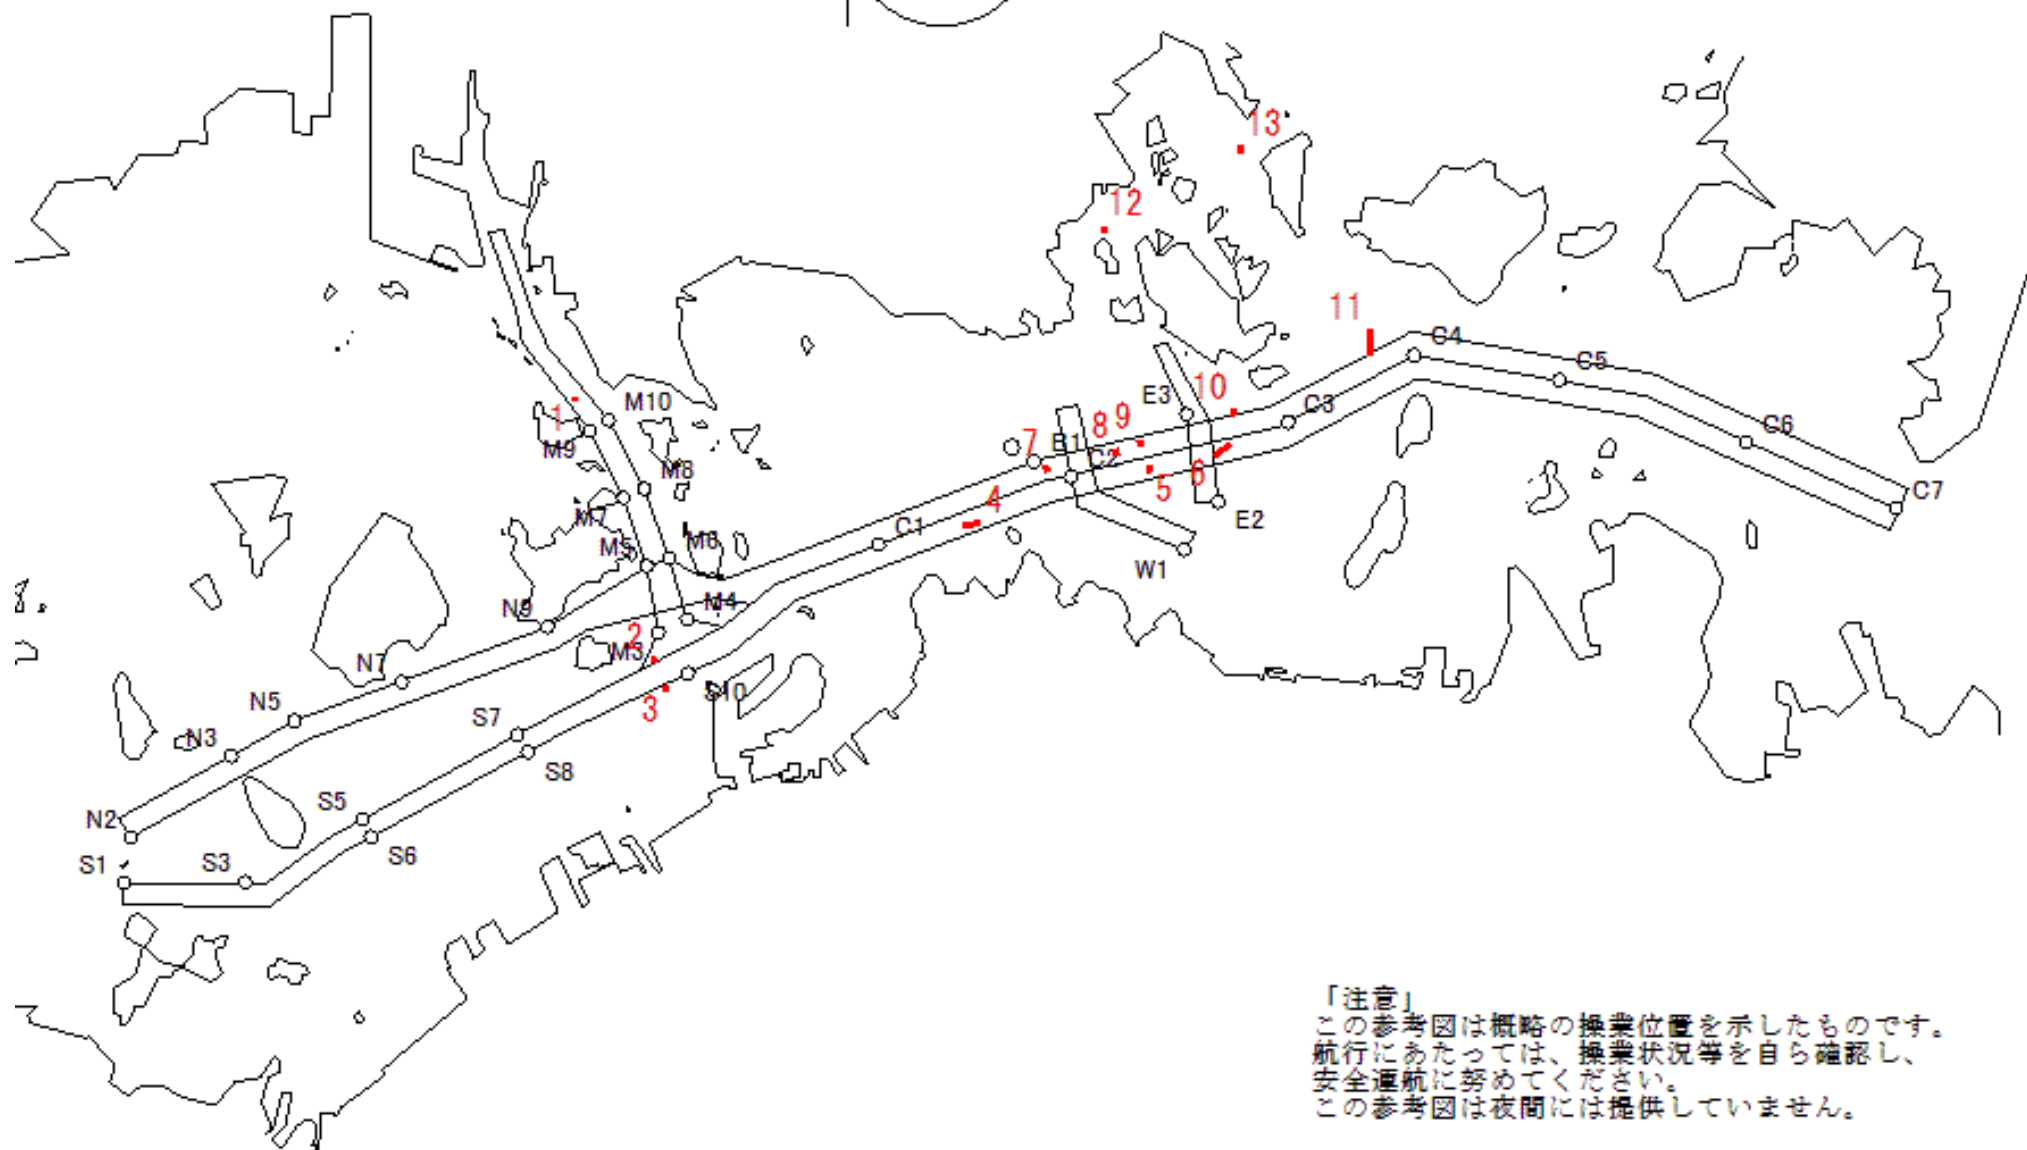 13
12
11
C4
C5
10
E3
M10
1
C3
8 9
C6
M9
7
B1
C2
M8
6
5
C7
4
E2
M7
C1
M5
M6
W1
N9
M4
2
M3
N7
S10
3
N5
S7
N3
S8
S5
N2
S6
S1
S3
「注意」
この参考図は概略の操業位置を示したものです。
航行にあたっては、操業状況等を自ら確認し、
安全運航に努めてください。
この参考図は夜間には提供していません。